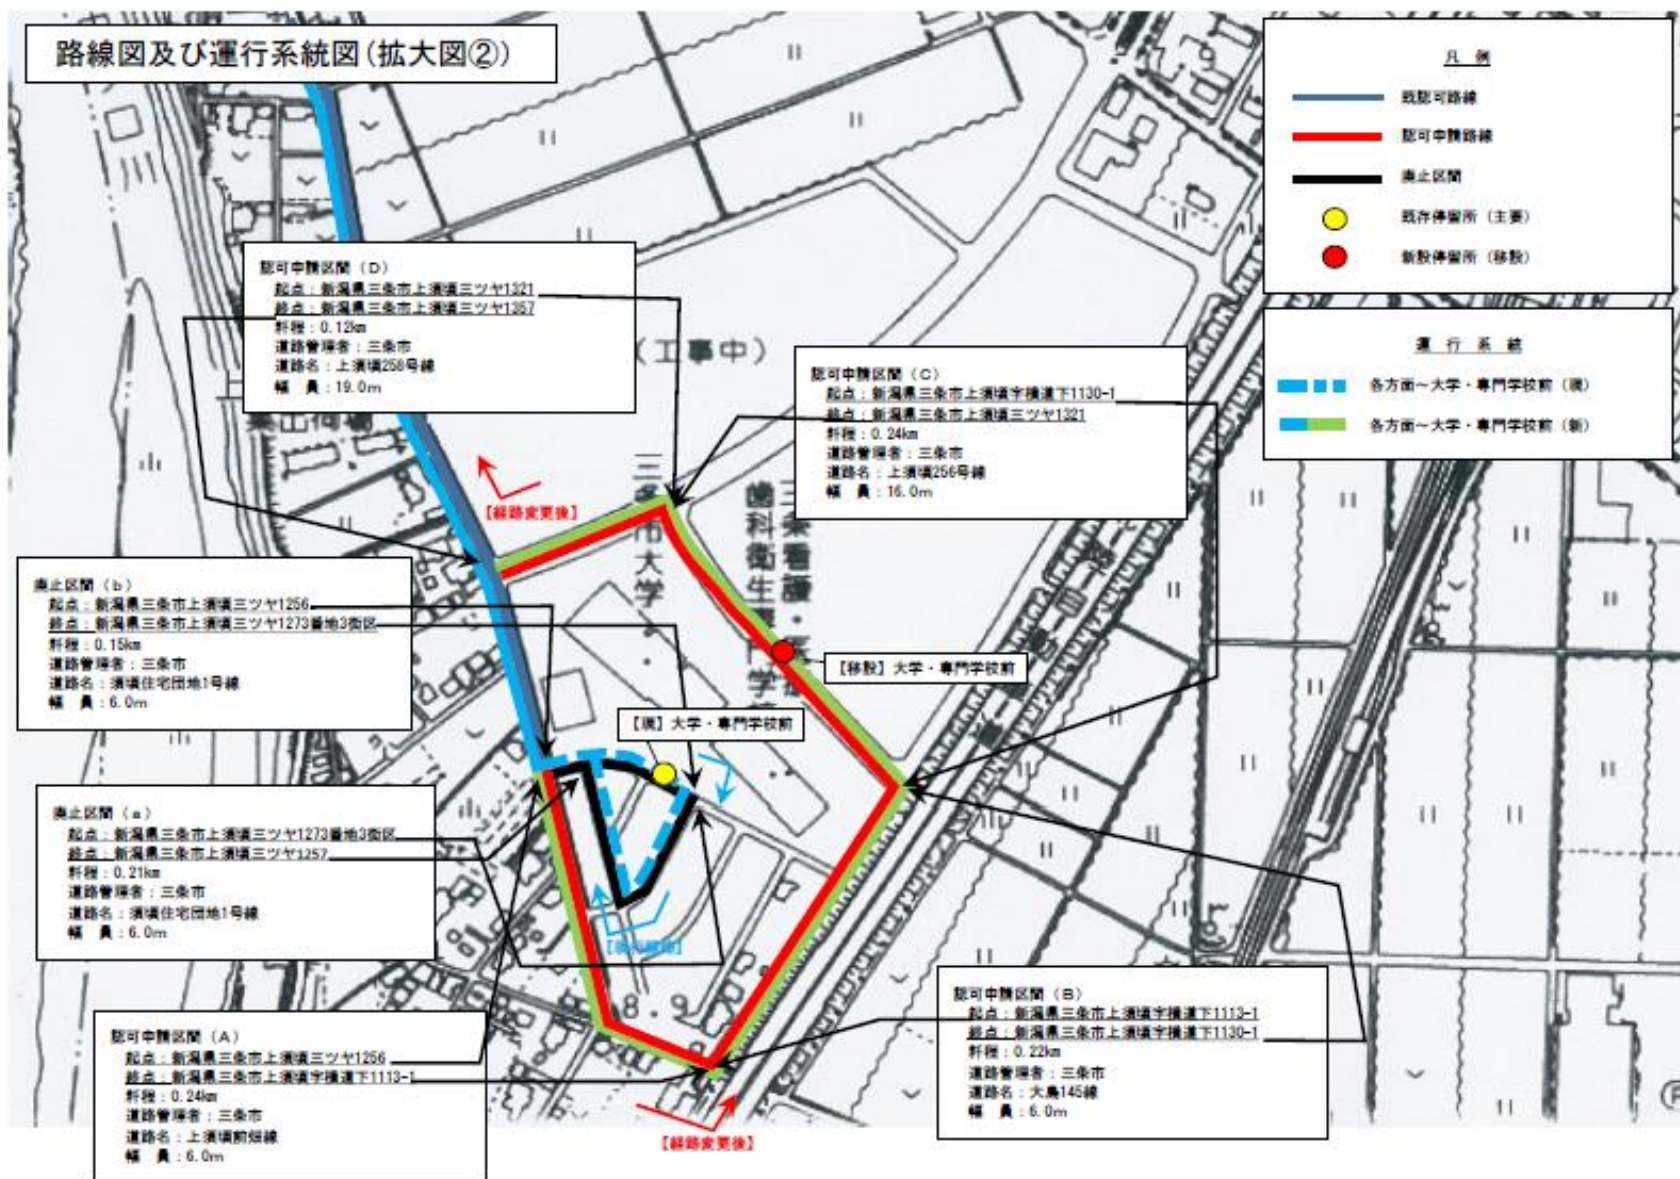 路線図及び運行系統図(拡大図②)
凡 例
既認可路線
認可申請路線
廃止区間
既存停留所（主要）
新設停留所（移設）
運 行 系 統
各方面～大学・専門学校前（現）
各方面～大学・専門学校前（新）
認可申請区間（D）
起点：新潟県三条市上須頃三ツヤ1321
終点：新潟県三条市上須頃三ツヤ1357
粁程：0.12km
道路管理者：三条市
道路名：上須頃258号線
幅　員：19.0m
（工事中）
認可申請区間（C）
起点：新潟県三条市上須頃字横道下1130-1
終点：新潟県三条市上須頃三ツヤ1321
粁程：0.24km
道路管理者：三条市
道路名：上須頃256号線
幅　員：16.0m
【経路変更後】
三条市大学
廃止区間（b）
起点：新潟県三条市上須頃三ツヤ1256
終点：新潟県三条市上須頃三ツヤ1273番地3街区
粁程：0.15km
道路管理者：三条市
道路名：須頃住宅団地1号線
幅　員：6.0m
【移設】大学・専門学校前
【現】大学・専門学校前
廃止区間（a）
起点：新潟県三条市上須頃三ツヤ1273番地3街区
終点：新潟県三条市上須頃三ツヤ1257
粁程：0.21km
道路管理者：三条市
道路名：須頃住宅団地1号線
幅　員：6.0m
8.9
認可申請区間（B）
起点：新潟県三条市上須頃字横道下1113-1
終点：新潟県三条市上須頃字横道下1130-1
粁程：0.22km
道路管理者：三条市
道路名：大島145線
幅　員：6.0m
認可申請区間（A）
起点：新潟県三条市上須頃三ツヤ1256
終点：新潟県三条市上須頃字横道下1113-1
粁程：0.24km
道路管理者：三条市
道路名：上須頃前畑線
幅　員：6.0m
【経路変更後】